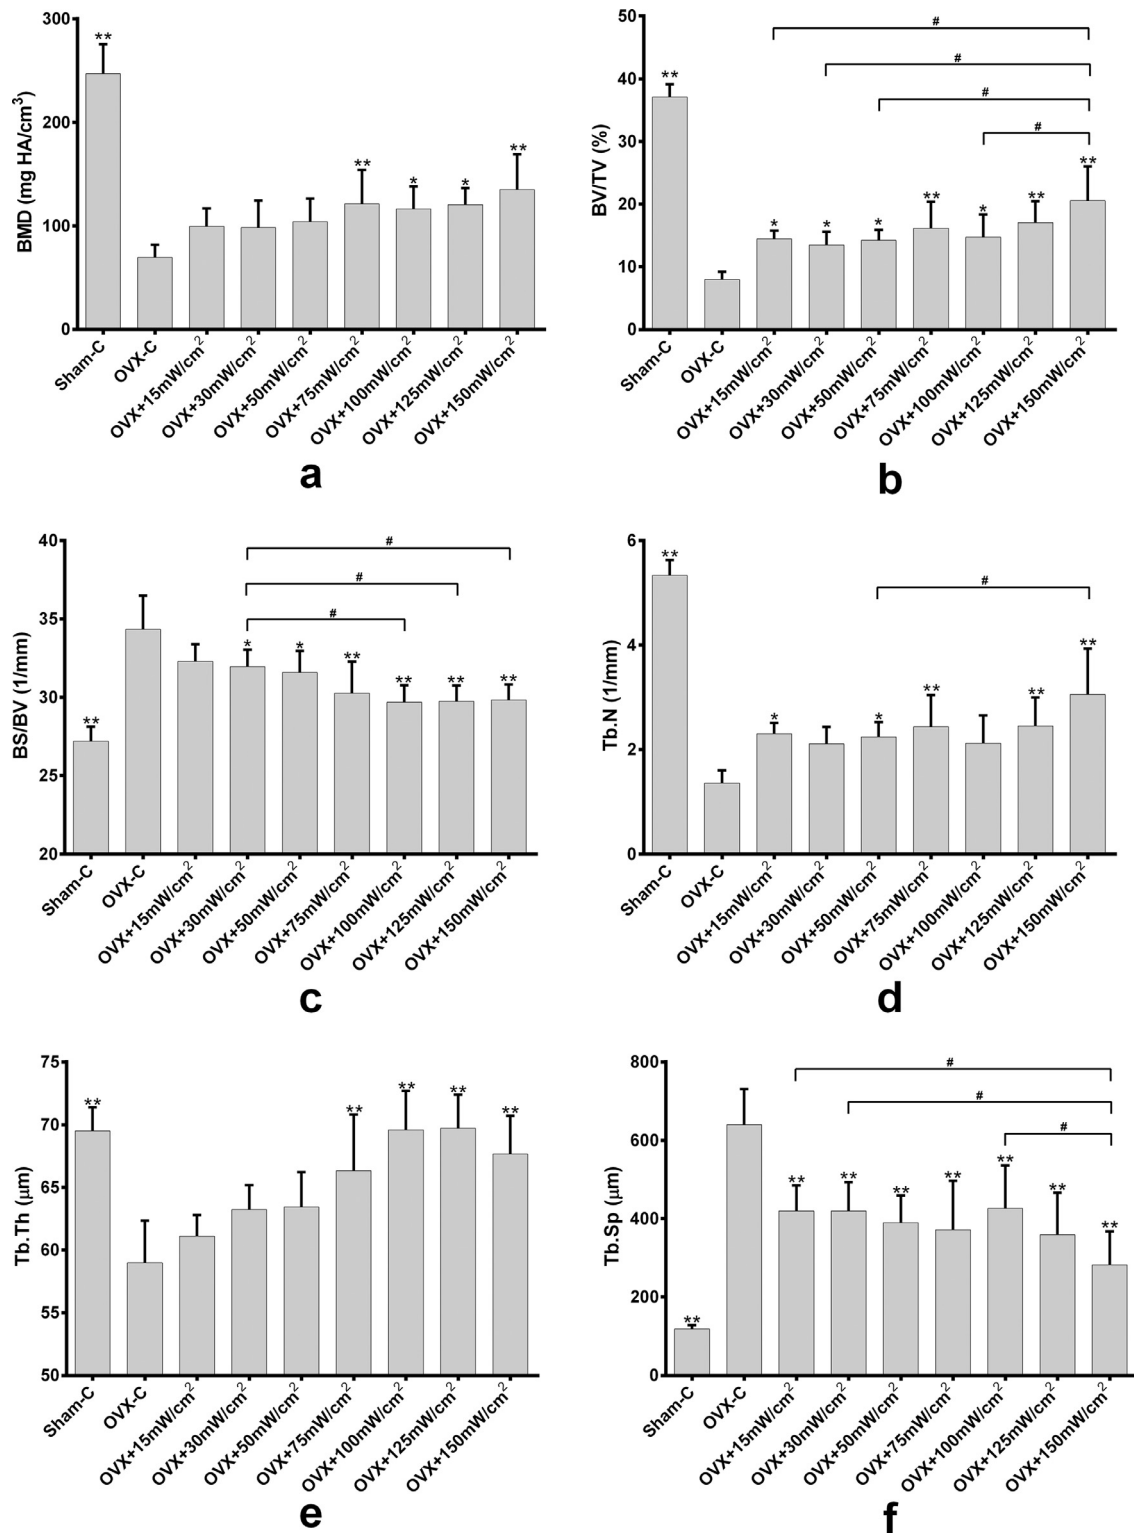 300
**
200
**
**
*
*
100
0
BMD (mg HA/cm³)
Sham-C
OVX-C
OVX+15mW/cm²
OVX+30mW/cm²
OVX+50mW/cm²
OVX+75mW/cm²
OVX+100mW/cm²
OVX+125mW/cm²
OVX+150mW/cm²
a
50
#
#
#
#
40
**
30
20
*
*
*
**
*
**
**
10
0
BV/TV (%)
Sham-C
OVX-C
OVX+15mW/cm²
OVX+30mW/cm²
OVX+50mW/cm²
OVX+75mW/cm²
OVX+100mW/cm²
OVX+125mW/cm²
OVX+150mW/cm²
b
40
#
#
#
35
**
*
*
**
**
**
**
30
25
20
BS/BV (1/mm)
Sham-C
OVX-C
OVX+15mW/cm²
OVX+30mW/cm²
OVX+50mW/cm²
OVX+75mW/cm²
OVX+100mW/cm²
OVX+125mW/cm²
OVX+150mW/cm²
c
6
**
#
4
*
*
**
**
**
2
0
Tb.N (1/mm)
Sham-C
OVX-C
OVX+15mW/cm²
OVX+30mW/cm²
OVX+50mW/cm²
OVX+75mW/cm²
OVX+100mW/cm²
OVX+125mW/cm²
OVX+150mW/cm²
d
75
**
**
**
**
**
70
65
60
55
50
Tb.Th (μm)
Sham-C
OVX-C
OVX+15mW/cm²
OVX+30mW/cm²
OVX+50mW/cm²
OVX+75mW/cm²
OVX+100mW/cm²
OVX+125mW/cm²
OVX+150mW/cm²
e
800
#
#
#
600
**
**
**
**
**
**
**
**
400
200
0
Tb.Sp (μm)
Sham-C
OVX-C
OVX+15mW/cm²
OVX+30mW/cm²
OVX+50mW/cm²
OVX+75mW/cm²
OVX+100mW/cm²
OVX+125mW/cm²
OVX+150mW/cm²
f